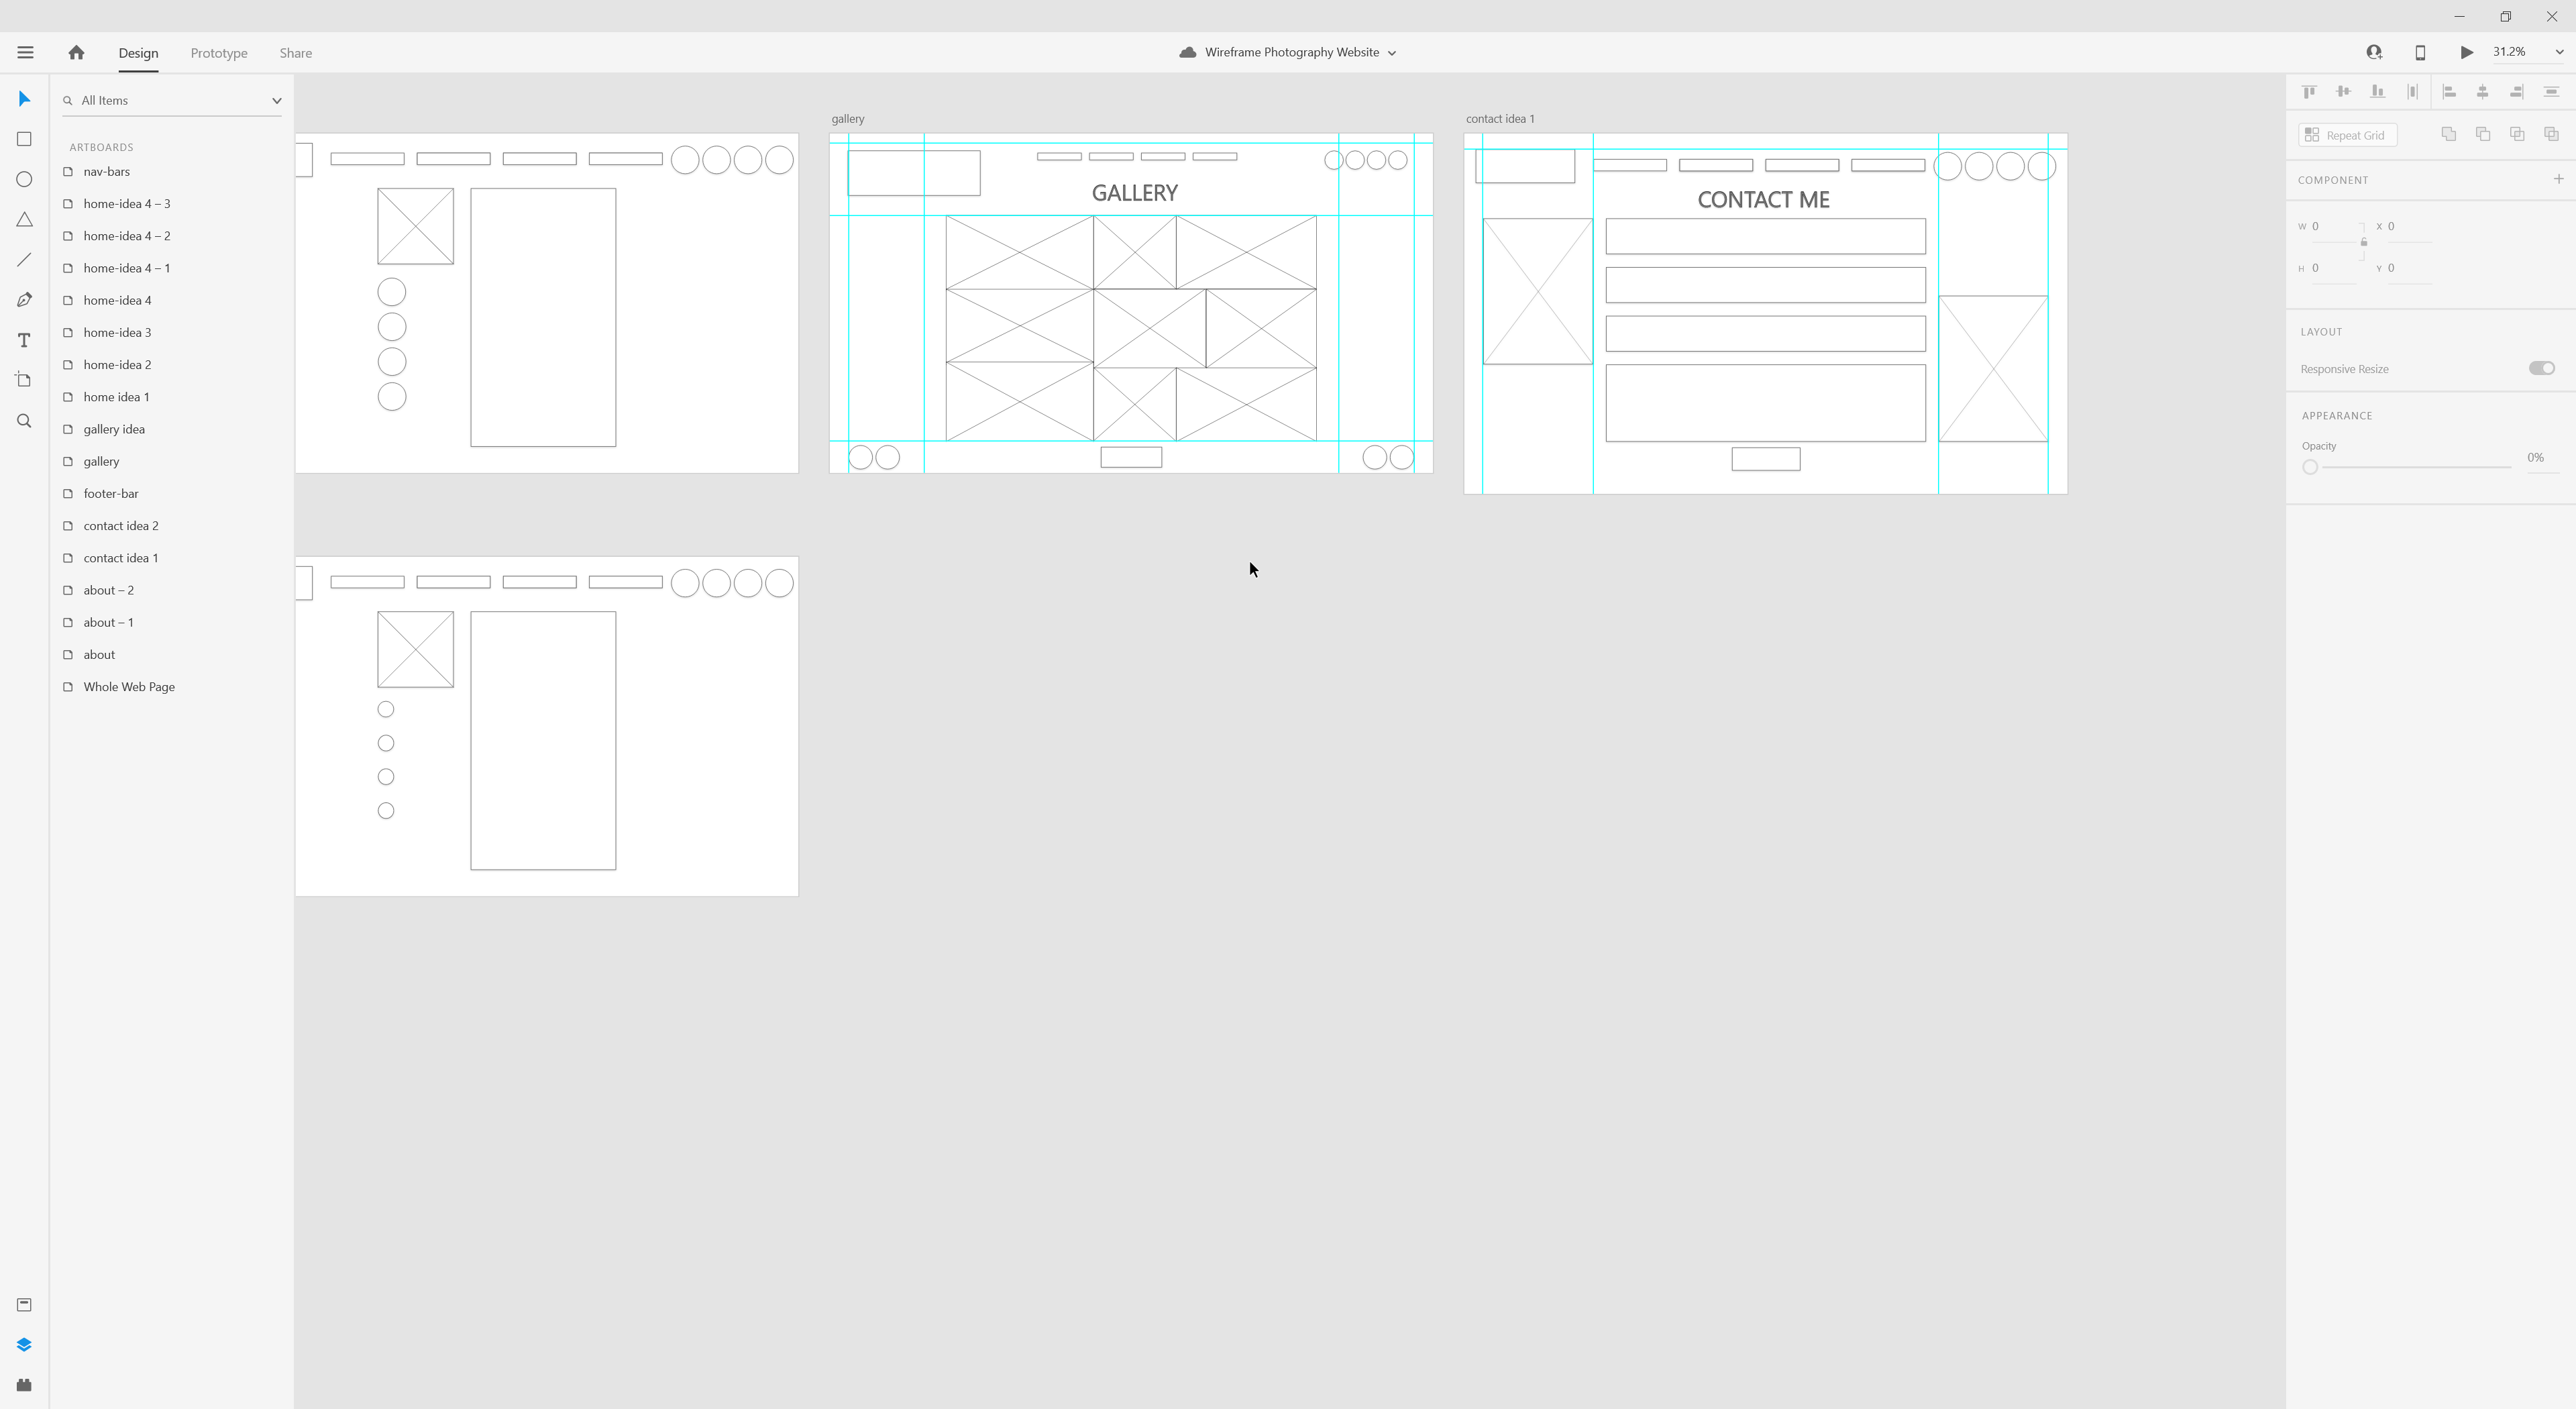 Design
Prototype
Share
Wireframe Photography Website
31.2%
All Items
ARTBOARDS
nav-bars
home-idea 4 – 3
home-idea 4 – 2
home-idea 4 – 1
home-idea 4
home-idea 3
home-idea 2
home idea 1
gallery idea
gallery
footer-bar
contact idea 2
contact idea 1
about – 2
about – 1
about
Whole Web Page
gallery
GALLERY
contact idea 1
CONTACT ME
Repeat Grid
COMPONENT
W 0
X 0
H 0
Y 0
LAYOUT
Responsive Resize
APPEARANCE
Opacity
0%